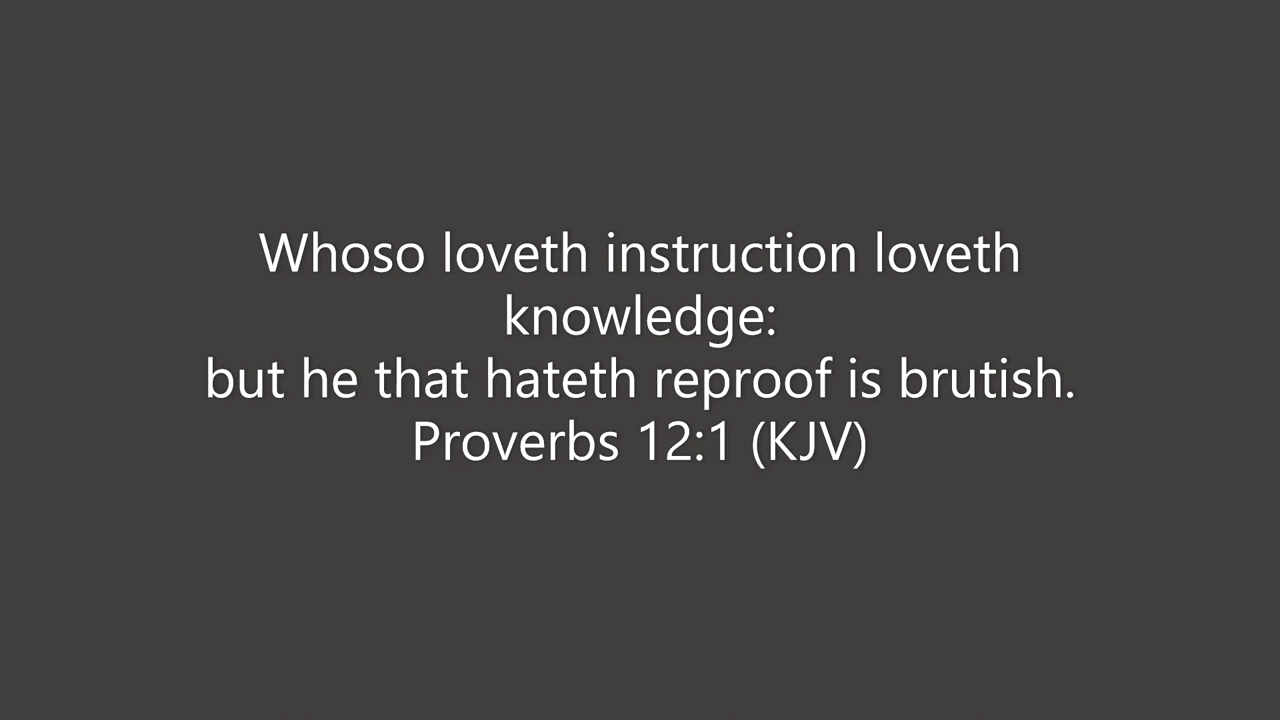 Whoso loveth instruction loveth
knowledge:
but he that hateth reproof is brutish.
Proverbs 12:1 (KJV)